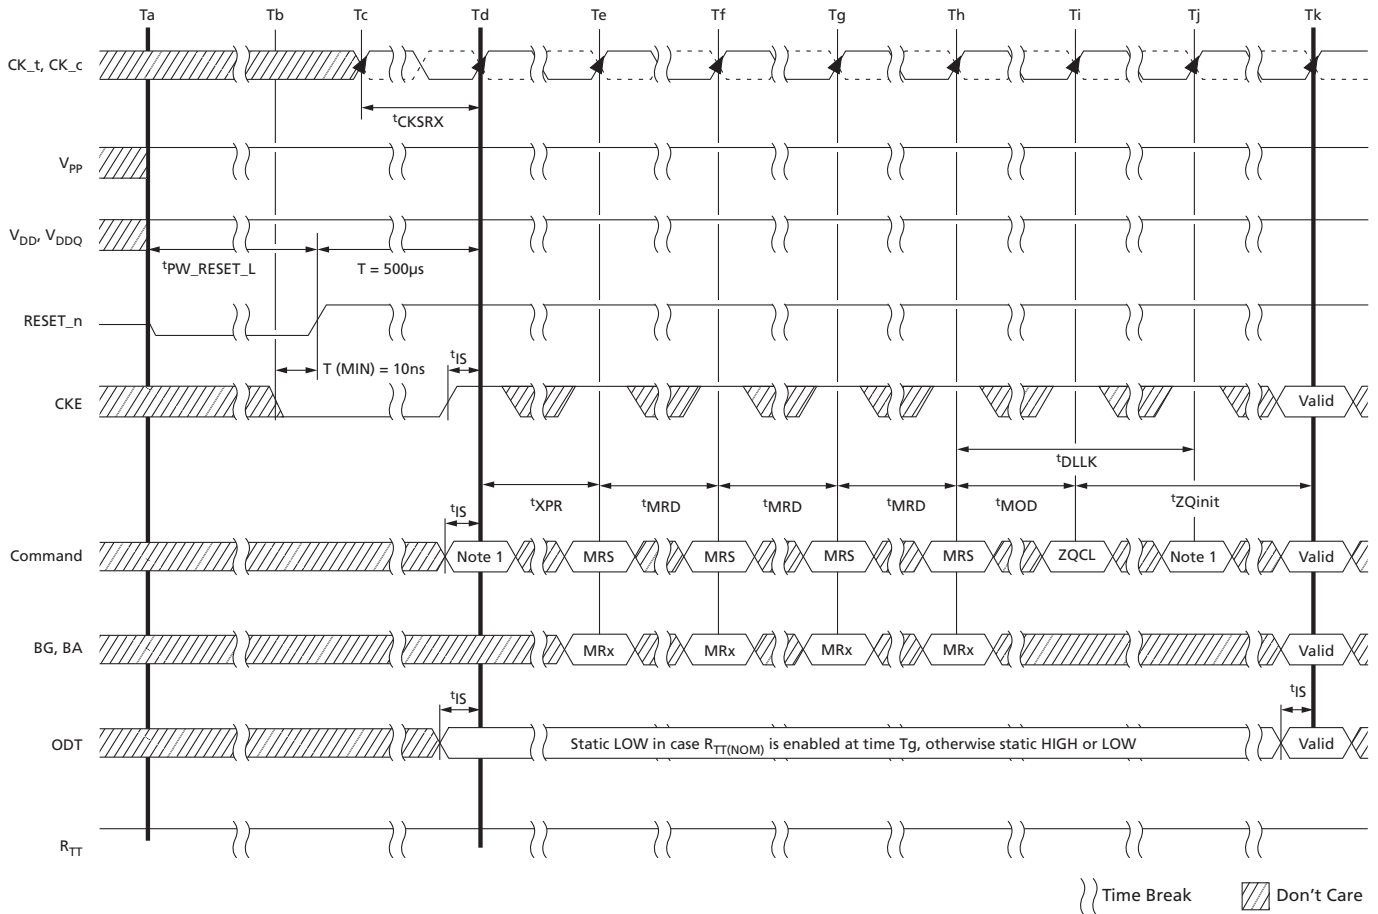 Ta Tb Tc Td Te Tf Tg Th Ti Tj Tk
CK_t, CK_c
tCKSRX
VPP
VDD, VDDQ
tPW_RESET_L T = 500μs
RESET_n
T (MIN) = 10ns tIS
CKE Valid
tDLLK
tXPR tMRD tMRD tMRD tMOD tZQinit
tIS
Command Note 1 MRS MRS MRS MRS ZQCL Note 1 Valid
BG, BA MRx MRx MRx MRx Valid
tIS tIS
ODT Static LOW in case RTT(NOM) is enabled at time Tg, otherwise static HIGH or LOW Valid
RTT
Time Break Don't Care